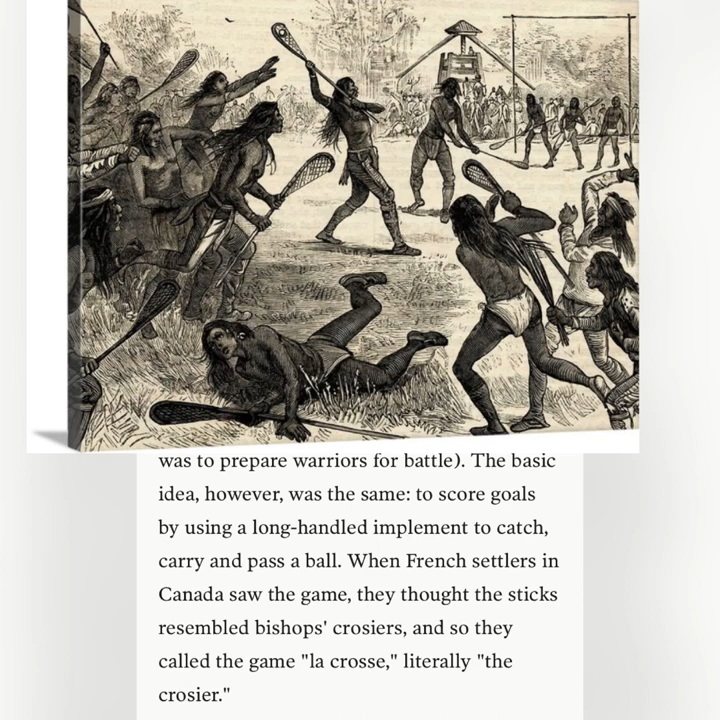 was to prepare warriors for battle). The basic
idea, however, was the same: to score goals
by using a long-handled implement to catch,
carry and pass a ball. When French settlers in
Canada saw the game, they thought the sticks
resembled bishops' crosiers, and so they
called the game "la crosse," literally "the
crosier."